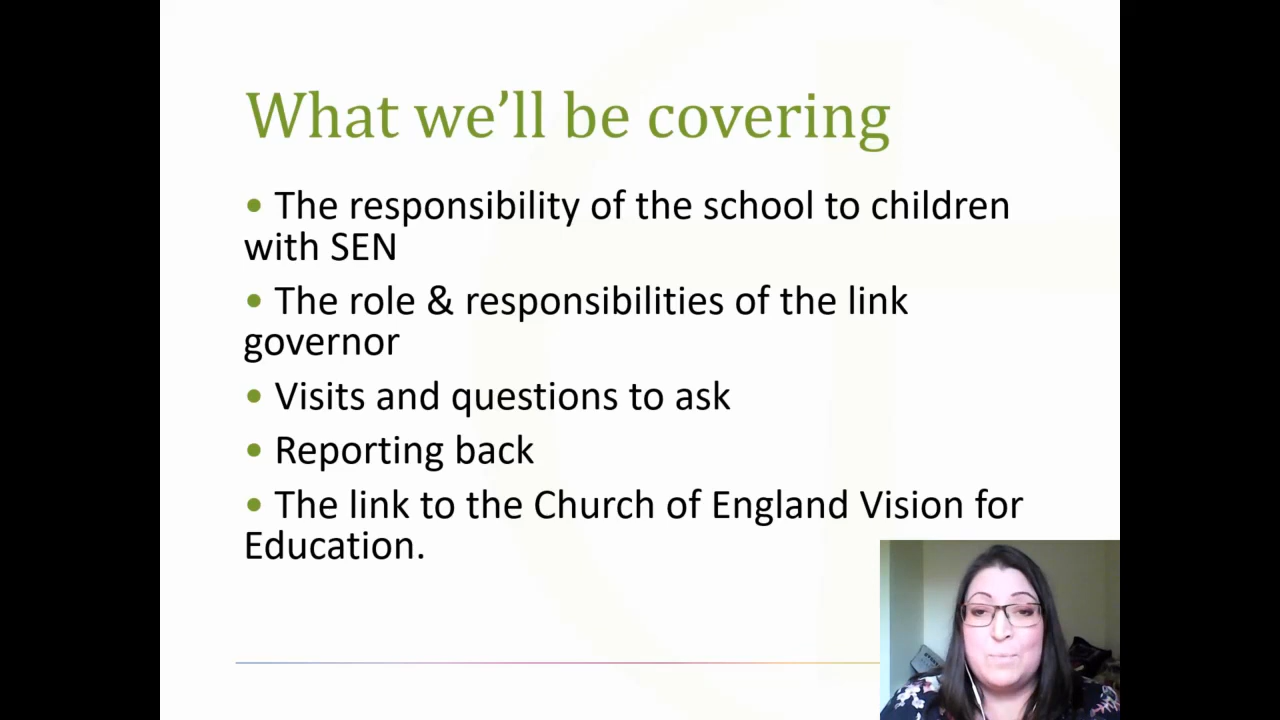 What we’ll be covering
• The responsibility of the school to children
with SEN
• The role & responsibilities of the link
governor
• Visits and questions to ask
• Reporting back
• The link to the Church of England Vision for
Education.